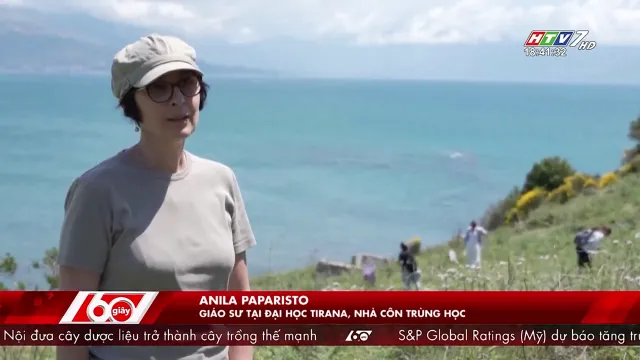 HTV7 HD
18:41:32
ANILA PAPARISTO
GIÁO SƯ TẠI ĐẠI HỌC TIRANA, NHÀ CÔN TRÙNG HỌC
60 giây
Nội đưa cây dược liệu trở thành cây trồng thế mạnh
60
S&P Global Ratings (Mỹ) dự báo tăng t